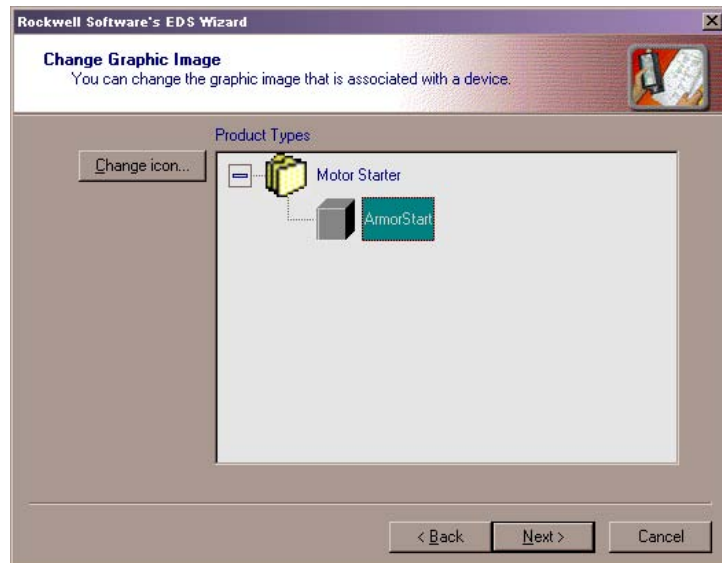 Rockwell Software's EDS Wizard
Change Graphic Image
You can change the graphic image that is associated with a device.
Product Types
Change icon...
Motor Starter
ArmorStart
< Back
Next >
Cancel